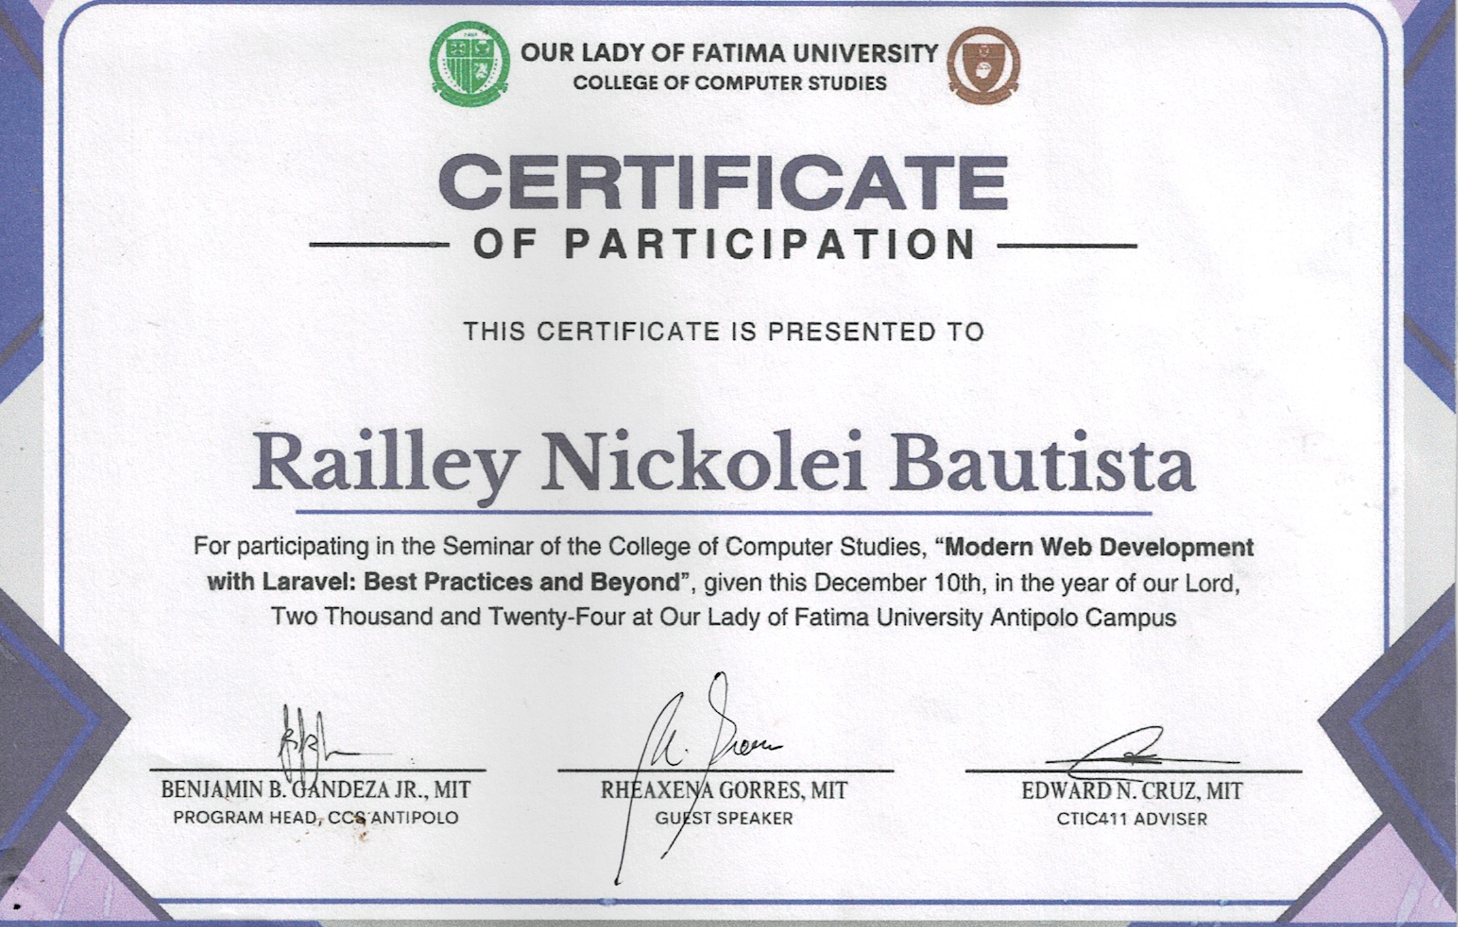 OUR LADY OF FATIMA UNIVERSITY
COLLEGE OF COMPUTER STUDIES
CERTIFICATE
OF PARTICIPATION
THIS CERTIFICATE IS PRESENTED TO
Railley Nickolei Bautista
For participating in the Seminar of the College of Computer Studies, “Modern Web Development
with Laravel: Best Practices and Beyond”, given this December 10th, in the year of our Lord,
Two Thousand and Twenty-Four at Our Lady of Fatima University Antipolo Campus
BENJAMIN B. GANDEZA JR., MIT
PROGRAM HEAD, CCS ANTIPOLO
RHEAXENA GORRES, MIT
GUEST SPEAKER
EDWARD N. CRUZ, MIT
CTIC411 ADVISER